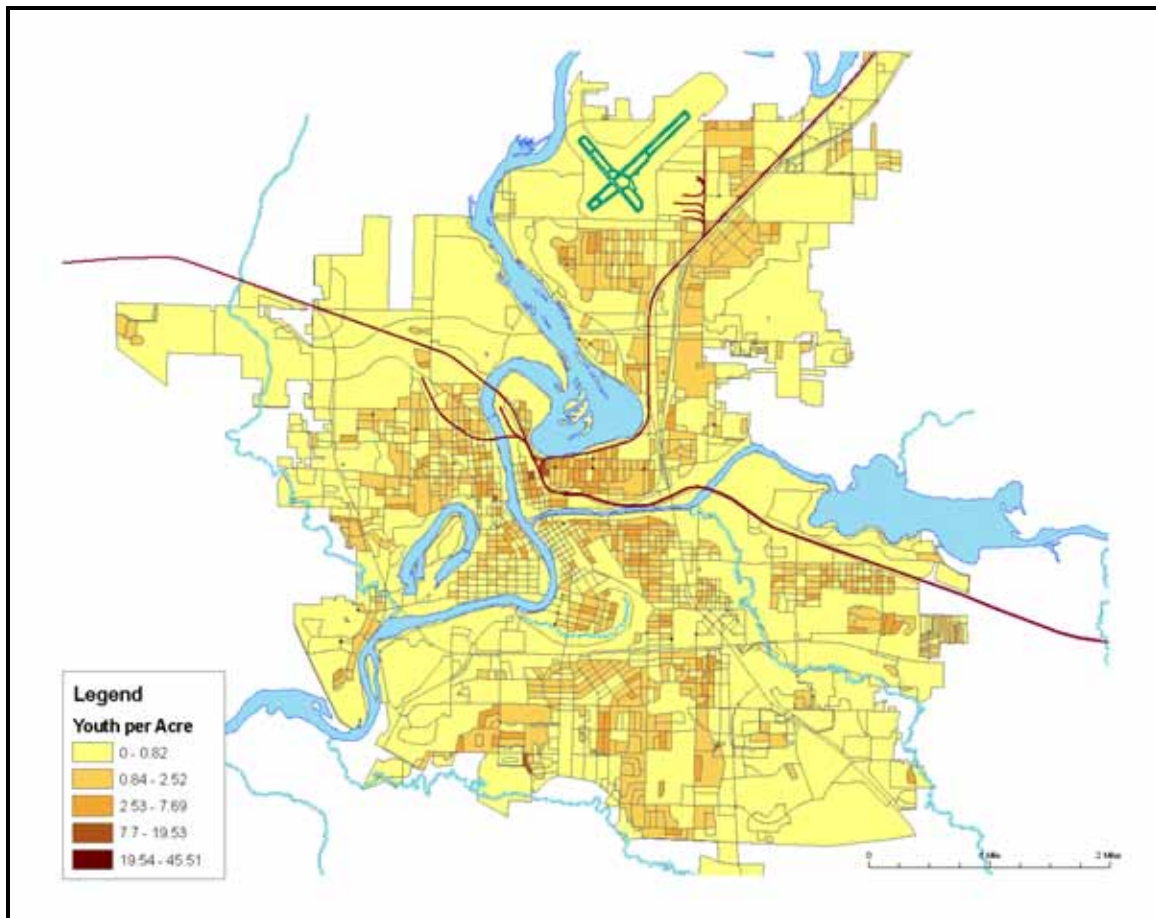 Legend
Youth per Acre
0 - 0.82
0.84 - 2.52
2.53 - 7.69
7.7 - 19.53
19.54 - 45.51
0
2 Miles